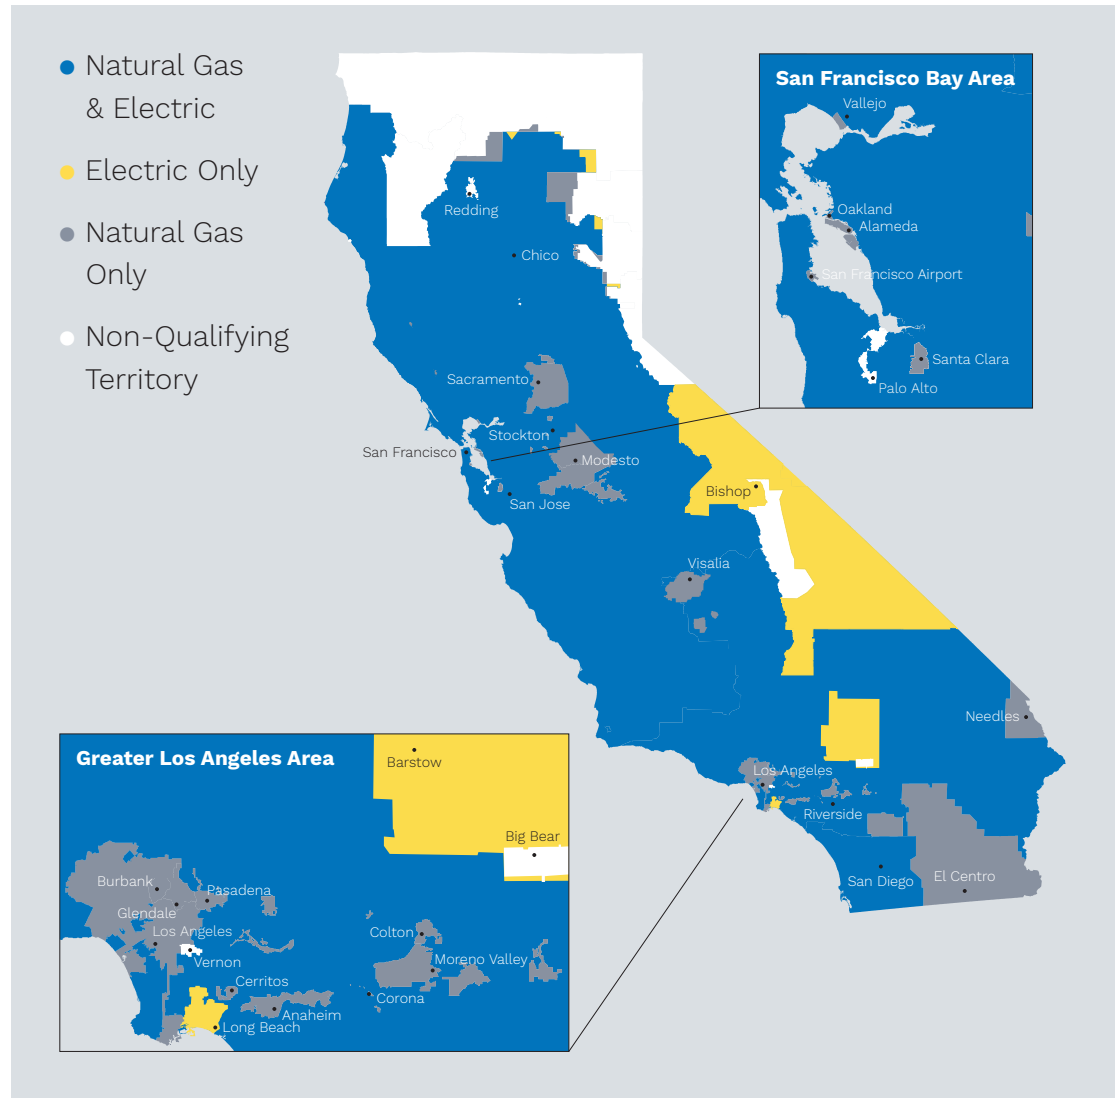 Natural Gas
& Electric
Electric Only
Natural Gas
Only
Non-Qualifying
Territory
San Francisco Bay Area
Vallejo
Oakland
Alameda
San Francisco Airport
Santa Clara
Palo Alto
Redding
Chico
Sacramento
Stockton
San Francisco
Modesto
San Jose
Bishop
Visalia
Needles
Los Angeles
Riverside
San Diego
El Centro
Greater Los Angeles Area
Barstow
Big Bear
Burbank
Pasadena
Glendale
Los Angeles
Vernon
Colton
Moreno Valley
Cerritos
Corona
Anaheim
Long Beach